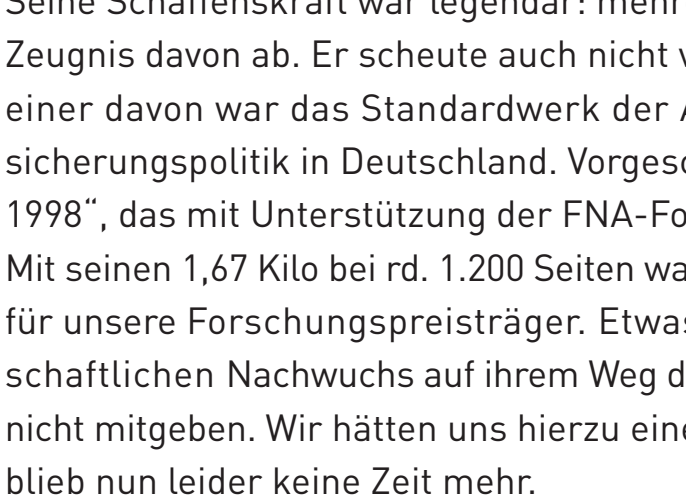 Seine Schaffenskraft war legendär: mehr
Zeugnis davon ab. Er scheute auch nicht
einer davon war das Standardwerk der
sicherungspolitik in Deutschland.
1998“, das mit Unterstützung der
Mit seinen 1,67 Kilo bei rd. 1.200 Seiten
für unsere Forschungspreisträger.
schaftlichen Nachwuchs auf ihrem Weg
nicht mitgeben. Wir hätten uns hierzu
blieb nun leider keine Zeit mehr.